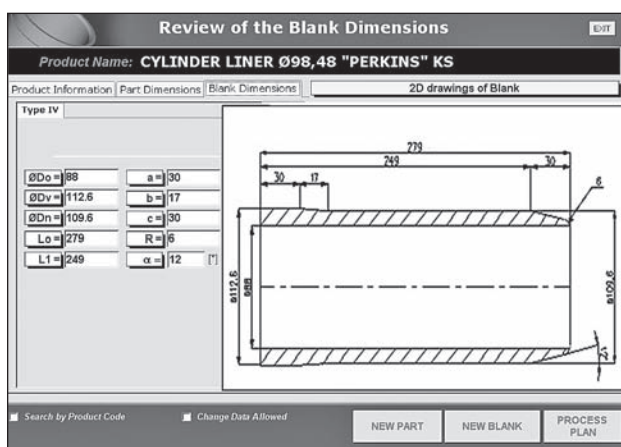 Review of the Blank Dimensions
EXIT
Product Name: CYLINDER LINER Ø98,48 "PERKINS" KS
Product Information Part Dimensions Blank Dimensions 2D drawings of Blank
Type IV
ØDo = 88 a = 30
ØDv = 112.6 b = 17
ØDn = 109.6 c = 30
Lo = 279 R = 6
L1 = 249 α = 12 [°]
279
249 30
30 17
6
ø112,6
ø88
ø109,6
12°
Search by Product Code Change Data Allowed
NEW PART NEW BLANK PROCESS
PLAN